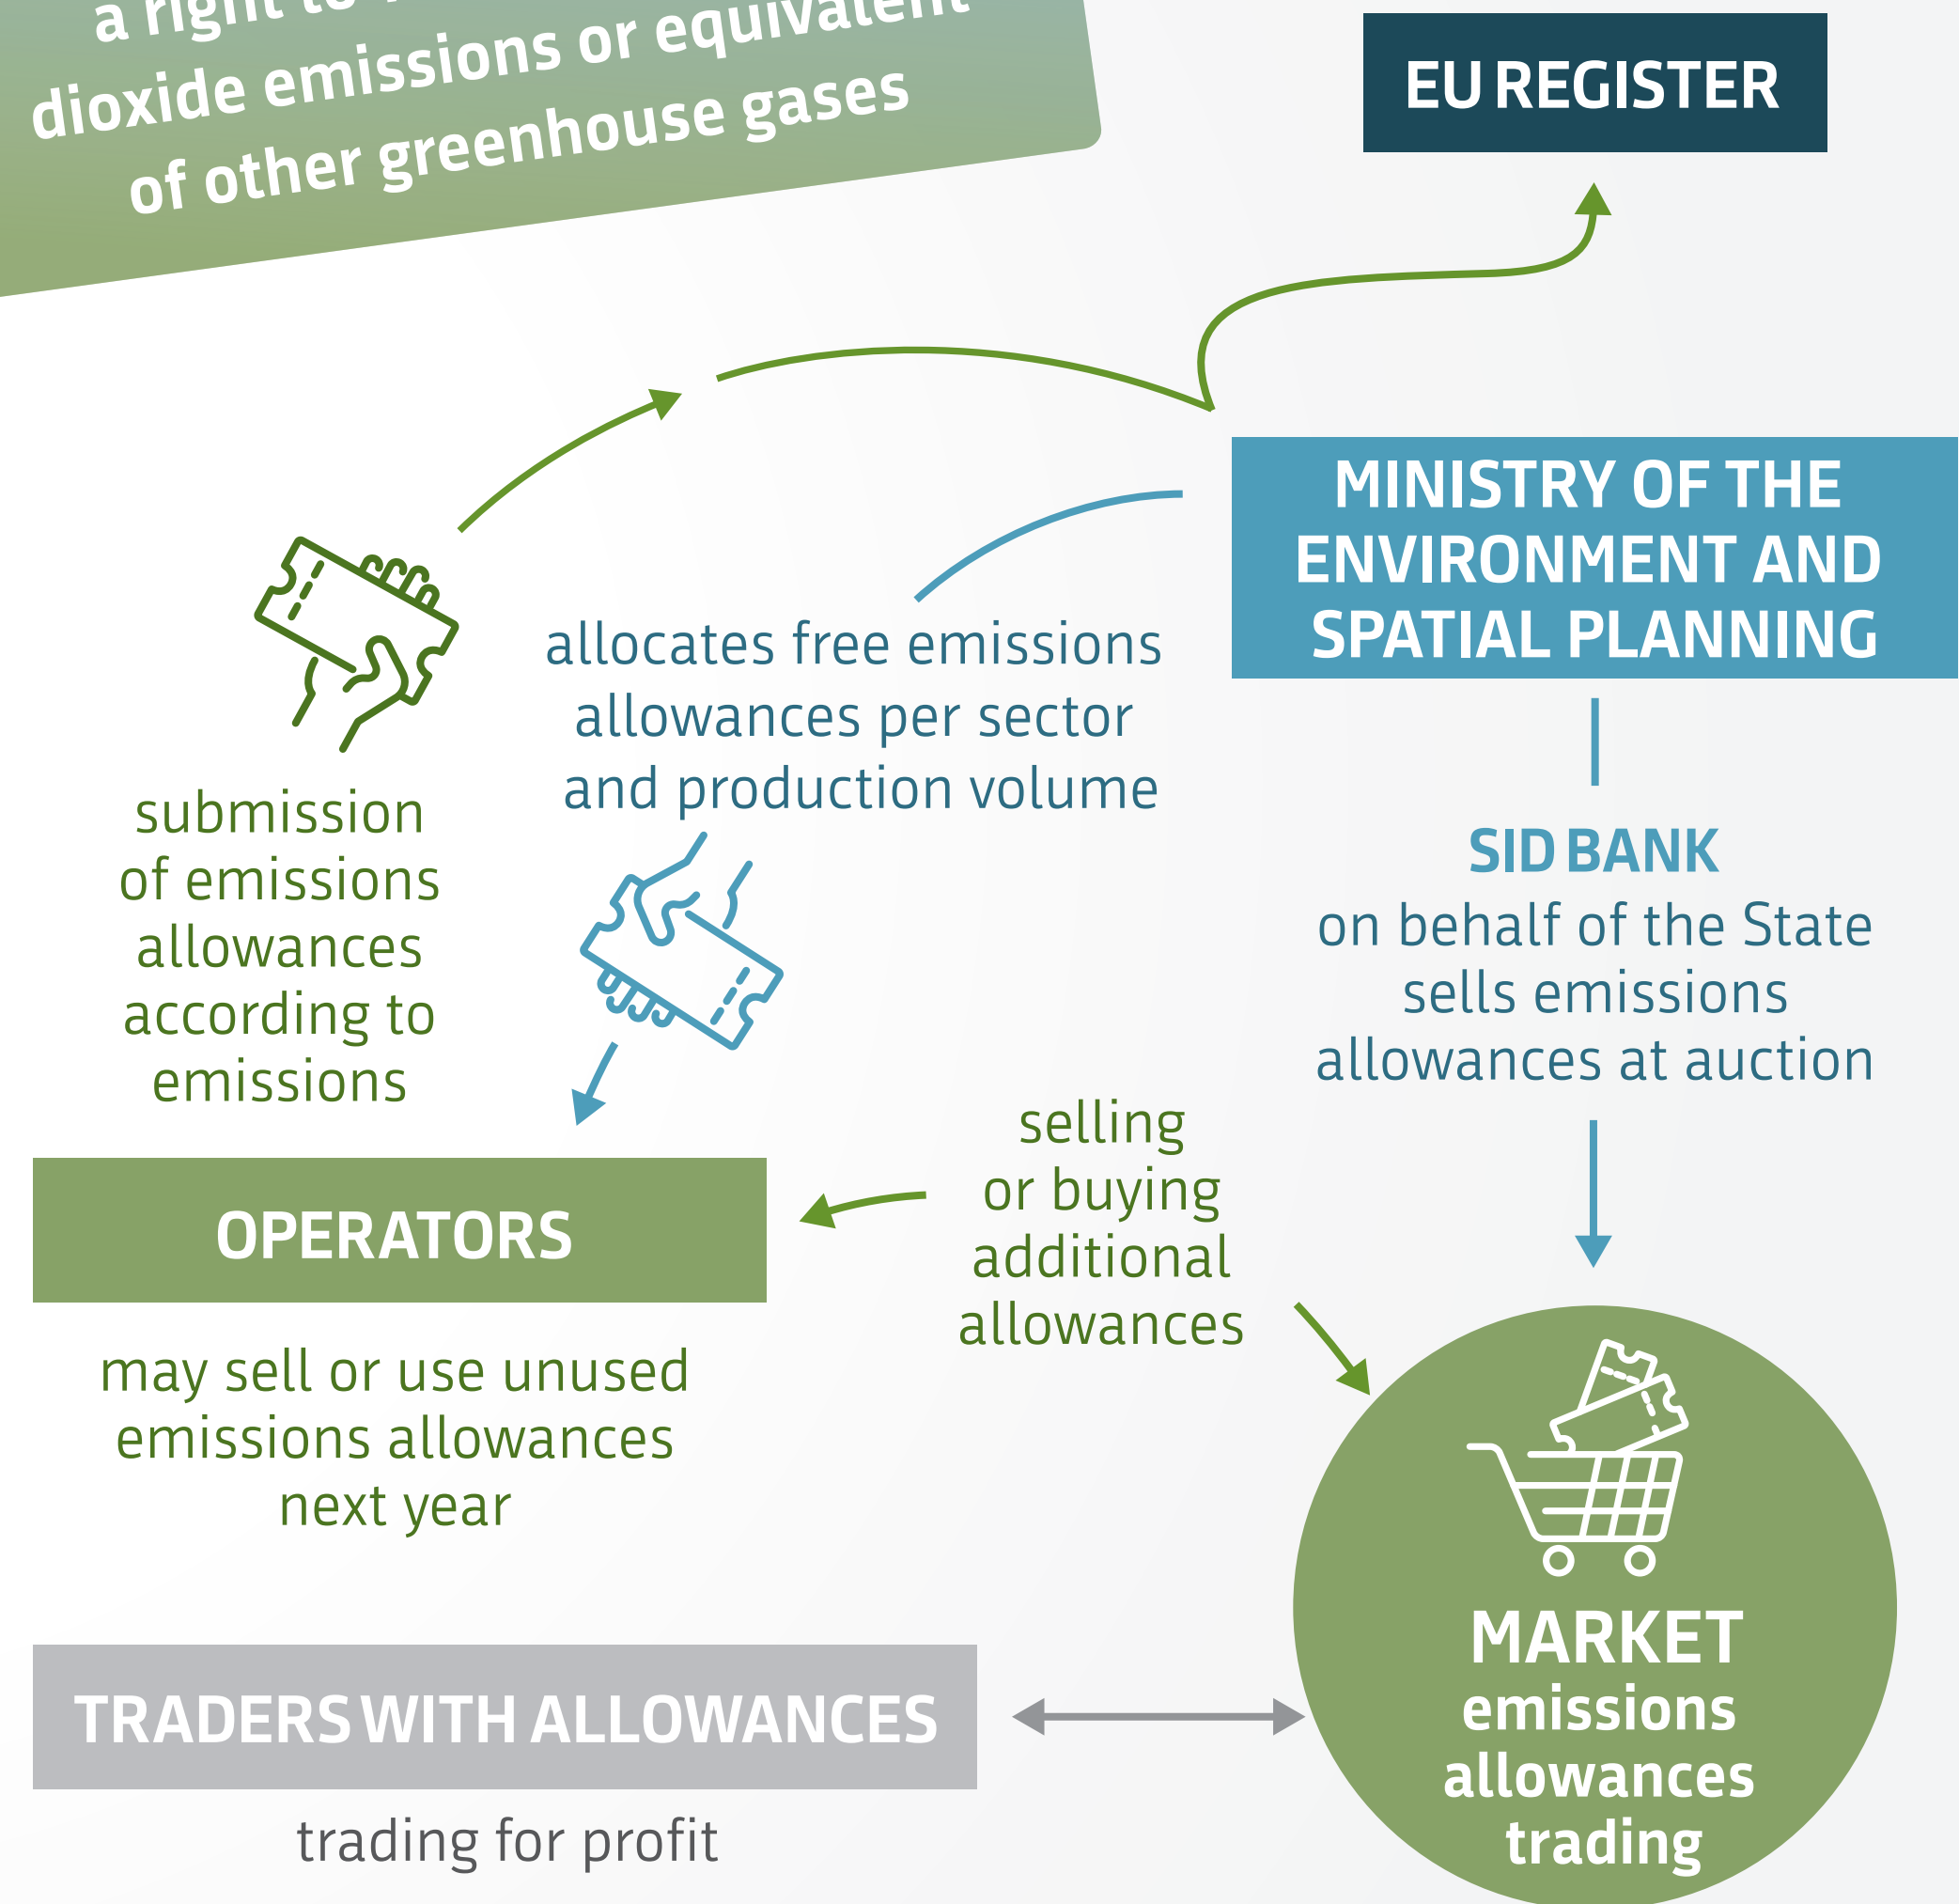 a right to
dioxide emissions or equivalent
of other greenhouse gases
EU REGISTER
MINISTRY OF THE
ENVIRONMENT AND
SPATIAL PLANNING
allocates free emissions
allowances per sector
and production volume
submission
of emissions
allowances
according to
emissions
SID BANK
on behalf of the State
sells emissions
allowances at auction
selling
or buying
additional
allowances
OPERATORS
may sell or use unused
emissions allowances
next year
TRADERS WITH ALLOWANCES
trading for profit
MARKET
emissions
allowances
trading